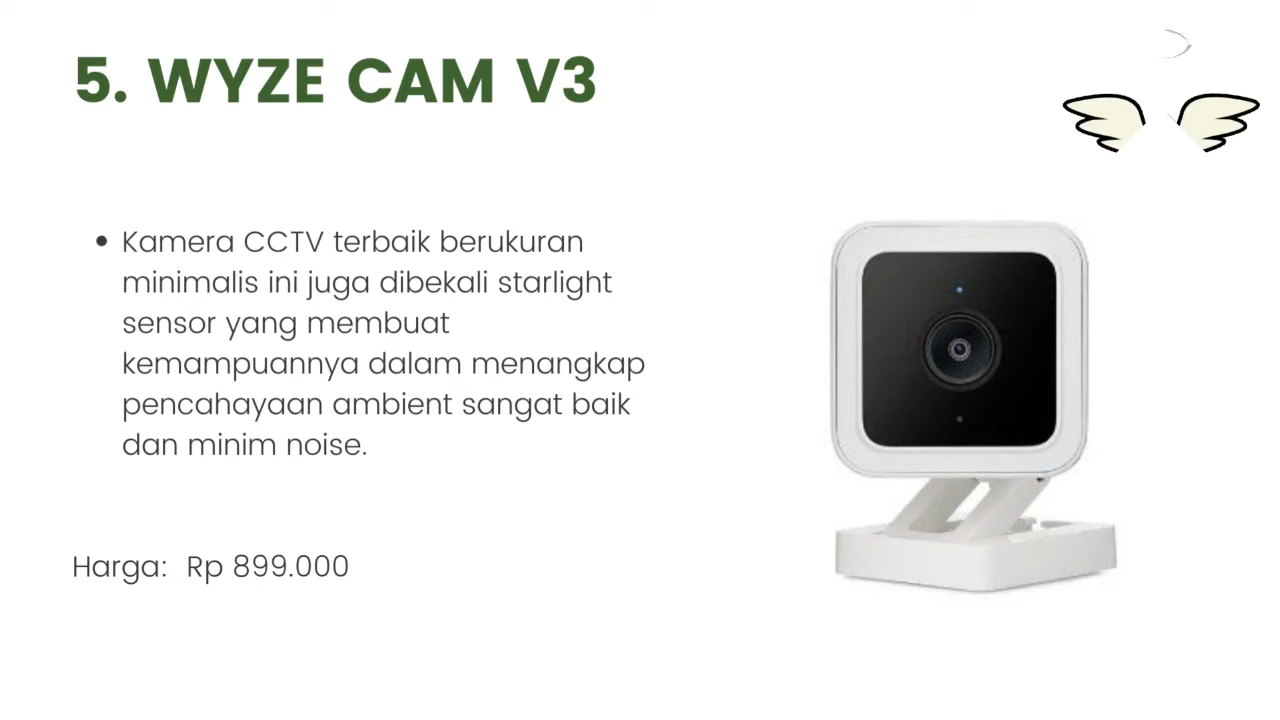 5. WYZE CAM V3
• Kamera CCTV terbaik berukuran
minimalis ini juga dibekali starlight
sensor yang membuat
kemampuannya dalam menangkap
pencahayaan ambient sangat baik
dan minim noise.
Harga: Rp 899.000